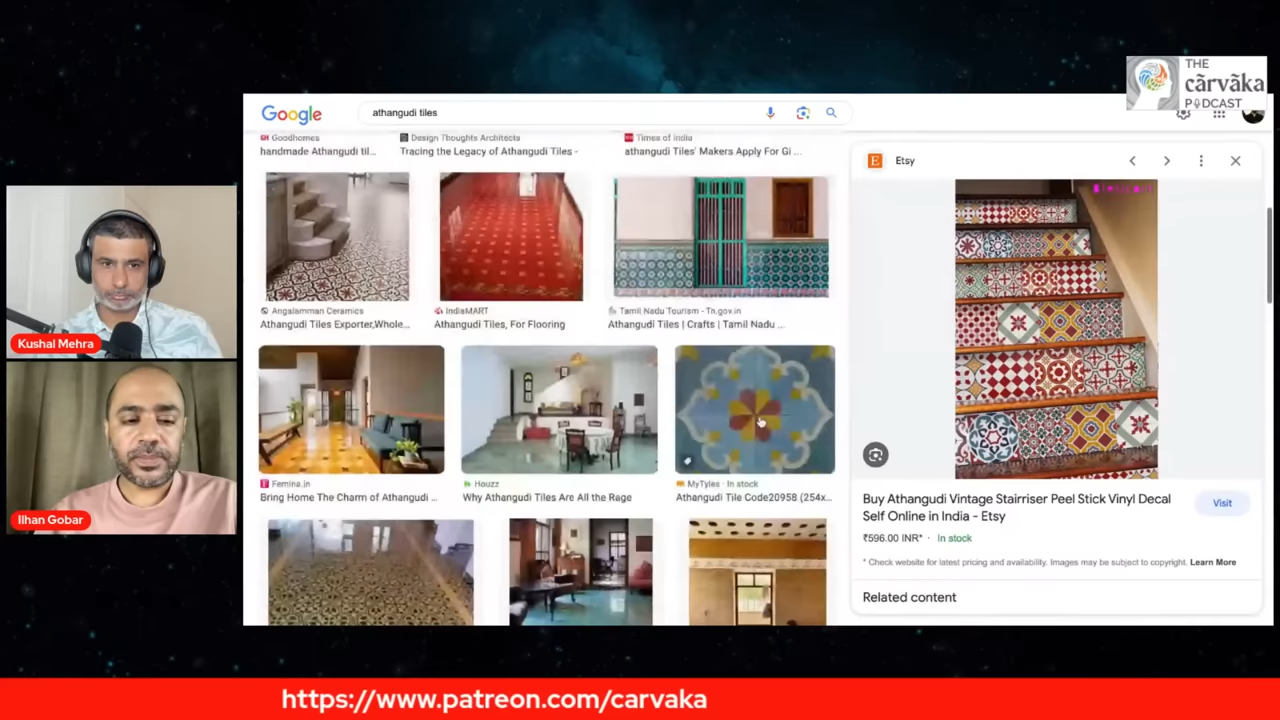 THE
cārvāka
PODCAST
Google
athangudi tiles
Goodhomes
handmade Athangudi til...
Design Thoughts Architects
Tracing the Legacy of Athangudi Tiles -
Times of India
athangudi Tiles' Makers Apply For Gi ...
Etsy
Angalamman Ceramics
Athangudi Tiles Exporter,Whole...
IndiaMART
Athangudi Tiles, For Flooring
Tamil Nadu Tourism - Tn.gov.in
Athangudi Tiles | Crafts | Tamil Nadu ...
Kushal Mehra
Ilhan Gobar
Femina.in
Bring Home The Charm of Athangudi ...
Houzz
Why Athangudi Tiles Are All the Rage
MyTyles · In stock
Athangudi Tile Code20958 (254x...
Buy Athangudi Vintage Stairriser Peel Stick Vinyl Decal
Self Online in India - Etsy
Visit
₹596.00 INR* · In stock
* Check website for latest pricing and availability. Images may be subject to copyright. Learn More
Related content
https://www.patreon.com/carvaka